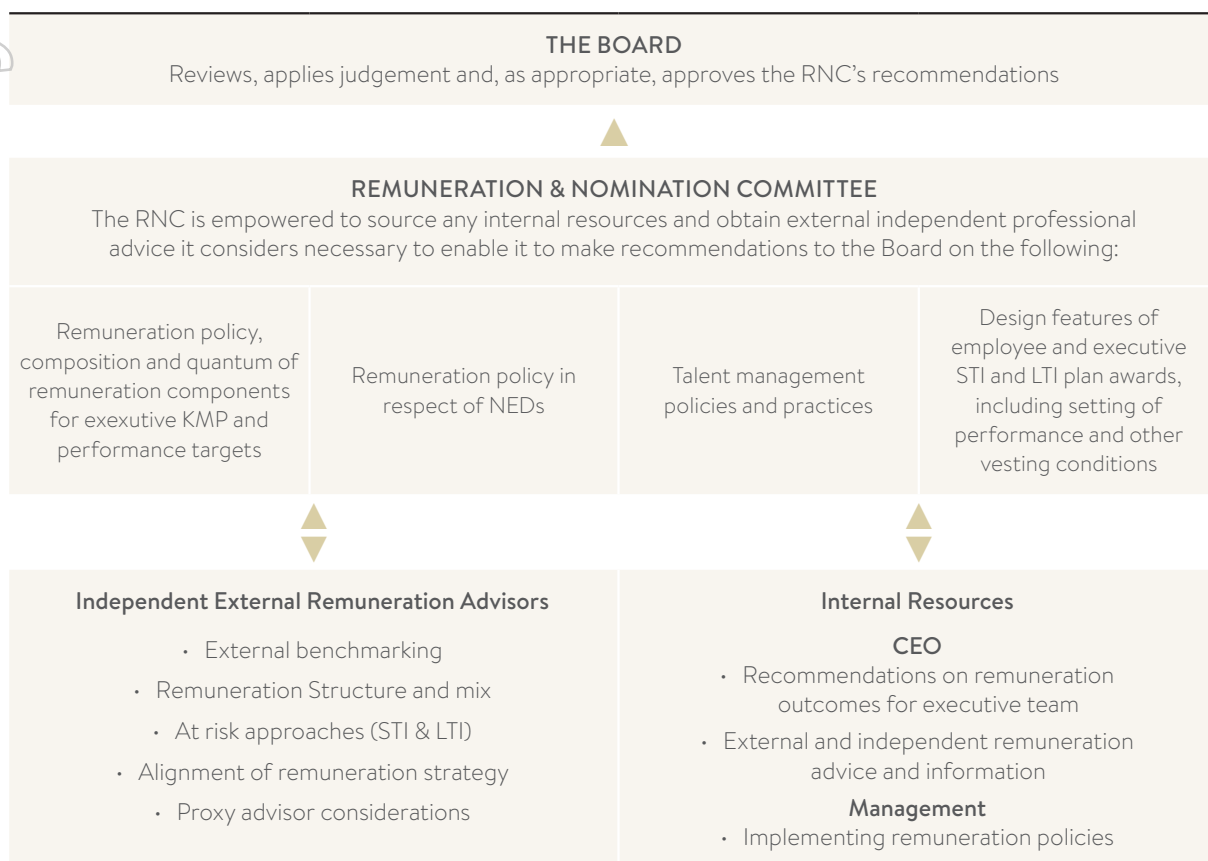 THE BOARD
Reviews, applies judgement and, as appropriate, approves the RNC's recommendations
REMUNERATION & NOMINATION COMMITTEE
The RNC is empowered to source any internal resources and obtain external independent professional
advice it considers necessary to enable it to make recommendations to the Board on the following:
Remuneration policy,
composition and quantum of
remuneration components
for exexutive KMP and
performance targets
Remuneration policy in
respect of NEDs
Talent management
policies and practices
Design features of
employee and executive
STI and LTI plan awards,
including setting of
performance and other
vesting conditions
Independent External Remuneration Advisors
• External benchmarking
• Remuneration Structure and mix
• At risk approaches (STI & LTI)
• Alignment of remuneration strategy
• Proxy advisor considerations
Internal Resources
CEO
• Recommendations on remuneration
outcomes for executive team
• External and independent remuneration
advice and information
Management
• Implementing remuneration policies